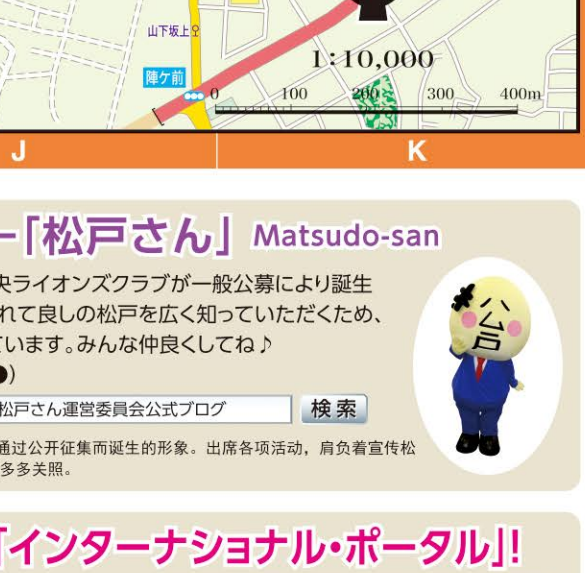 山下坂上
陣ケ前
1:10,000
0 100 200 300 400m
J K
ー「松戸さん」 Matsudo-san
央ライオンズクラブが一般公募により誕生
れて良しの松戸を広く知っていただくため、
ています。みんな仲良くしてね♪
●)
松戸さん運営委員会公式ブログ 検索
通过公开征集而诞生的形象。出席各项活动，肩负着宣传松
多多关照。
「インターナショナル・ポータル」!